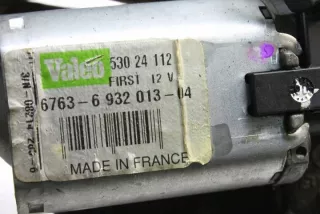 Valeo
530 24 112
FIRST 12 V
6763-6 932 013-04
MADE IN FRANCE